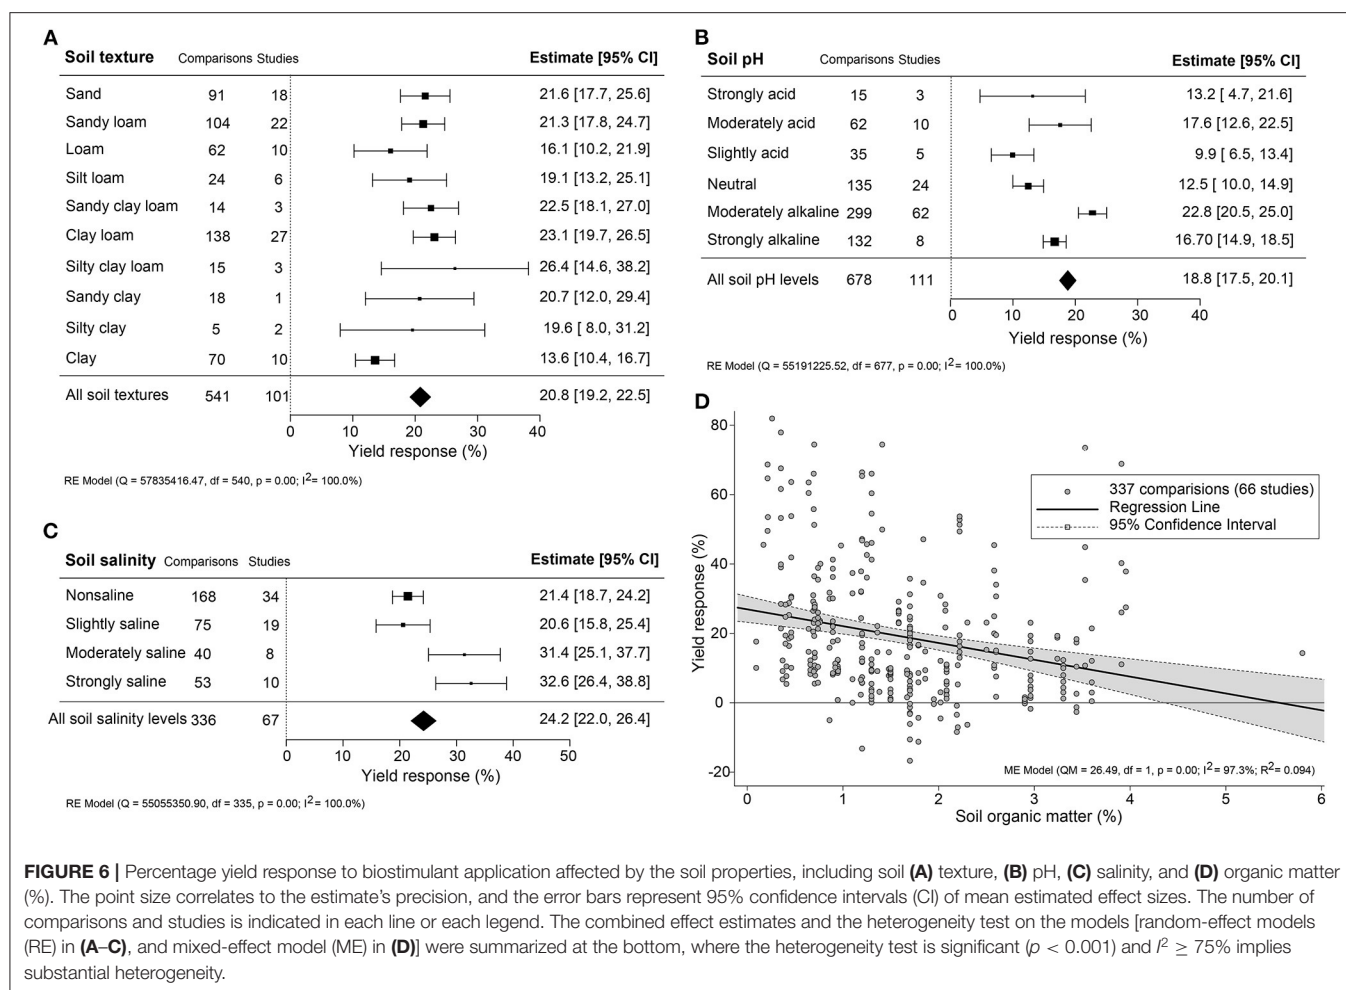 A
Soil texture Comparisons Studies Estimate [95% CI]
Sand 91 18 21.6 [17.7, 25.6]
Sandy loam 104 22 21.3 [17.8, 24.7]
Loam 62 10 16.1 [10.2, 21.9]
Silt loam 24 6 19.1 [13.2, 25.1]
Sandy clay loam 14 3 22.5 [18.1, 27.0]
Clay loam 138 27 23.1 [19.7, 26.5]
Silty clay loam 15 3 26.4 [14.6, 38.2]
Sandy clay 18 1 20.7 [12.0, 29.4]
Silty clay 5 2 19.6 [ 8.0, 31.2]
Clay 70 10 13.6 [10.4, 16.7]
All soil textures 541 101 20.8 [19.2, 22.5]
0 10 20 30 40
Yield response (%)
RE Model (Q = 57835416.47, df = 540, p = 0.00; I²= 100.0%)
B
Soil pH Comparisons Studies Estimate [95% CI]
Strongly acid 15 3 13.2 [ 4.7, 21.6]
Moderately acid 62 10 17.6 [12.6, 22.5]
Slightly acid 35 5 9.9 [ 6.5, 13.4]
Neutral 135 24 12.5 [ 10.0, 14.9]
Moderately alkaline 299 62 22.8 [20.5, 25.0]
Strongly alkaline 132 8 16.70 [14.9, 18.5]
All soil pH levels 678 111 18.8 [17.5, 20.1]
0 10 20 30 40
Yield response (%)
RE Model (Q = 55191225.52, df = 677, p = 0.00; I²= 100.0%)
C
Soil salinity Comparisons Studies Estimate [95% CI]
Nonsaline 168 34 21.4 [18.7, 24.2]
Slightly saline 75 19 20.6 [15.8, 25.4]
Moderately saline 40 8 31.4 [25.1, 37.7]
Strongly saline 53 10 32.6 [26.4, 38.8]
All soil salinity levels 336 67 24.2 [22.0, 26.4]
0 10 20 30 40 50
Yield response (%)
RE Model (Q = 55055350.90, df = 335, p = 0.00; I²= 100.0%)
D
80
60
40
20
0
-20
Yield response (%)
337 comparisions (66 studies)
Regression Line
95% Confidence Interval
ME Model (QM = 26.49, df = 1, p = 0.00; I²= 97.3%; R²= 0.094)
0 1 2 3 4 5 6
Soil organic matter (%)
FIGURE 6 | Percentage yield response to biostimulant application affected by the soil properties, including soil (A) texture, (B) pH, (C) salinity, and (D) organic matter
(%). The point size correlates to the estimate's precision, and the error bars represent 95% confidence intervals (CI) of mean estimated effect sizes. The number of
comparisons and studies is indicated in each line or each legend. The combined effect estimates and the heterogeneity test on the models [random-effect models
(RE) in (A–C), and mixed-effect model (ME) in (D)] were summarized at the bottom, where the heterogeneity test is significant (p < 0.001) and I² ≥ 75% implies
substantial heterogeneity.